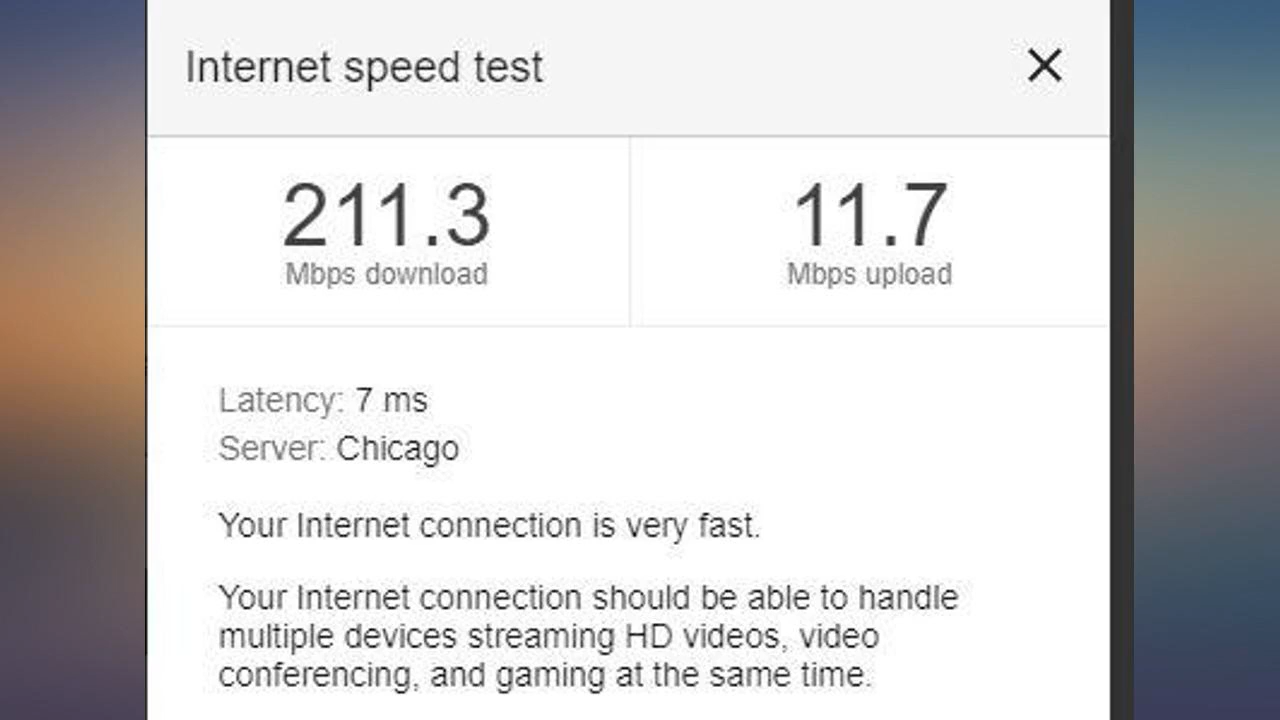 Internet speed test
211.3
Mbps download
11.7
Mbps upload
Latency: 7 ms
Server: Chicago
Your Internet connection is very fast.
Your Internet connection should be able to handle
multiple devices streaming HD videos, video
conferencing, and gaming at the same time.